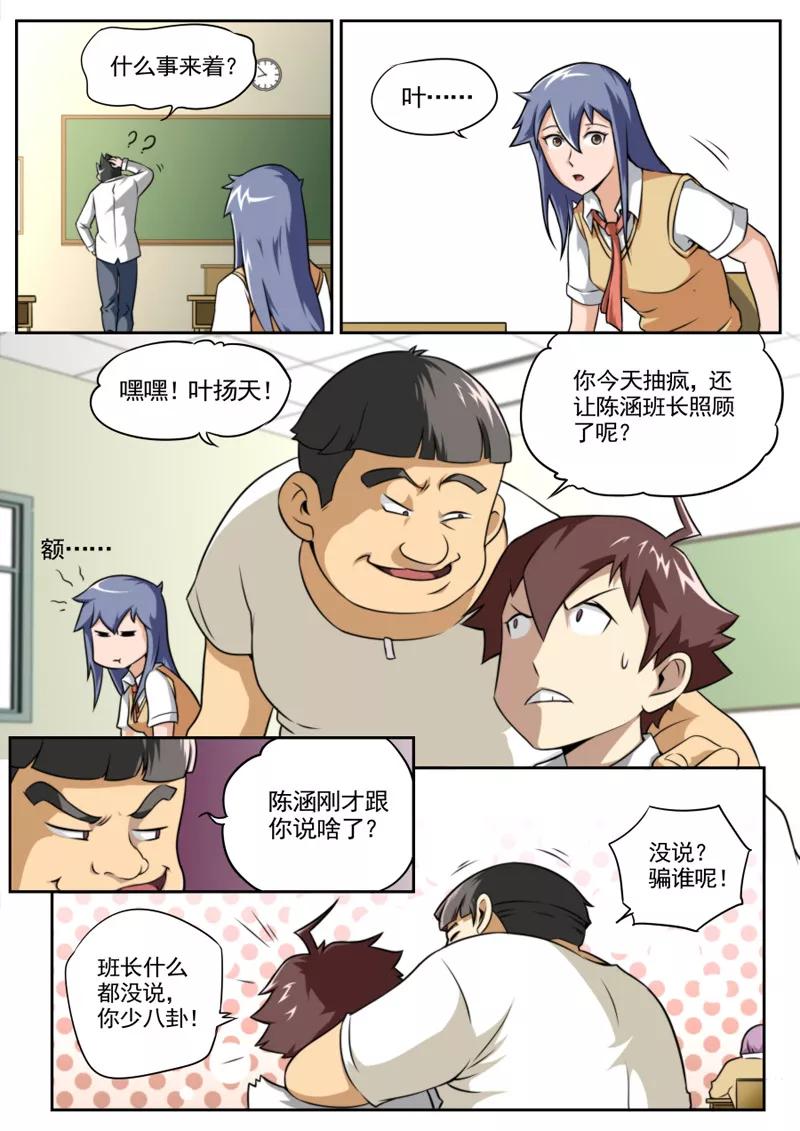 什么事来着？
？？
叶……
嘿嘿！叶扬天！
你今天抽疯，还
让陈涵班长照顾
了呢？
额……
陈涵刚才跟
你说啥了？
没说？
骗谁呢！
班长什么
都没说，
你少八卦！